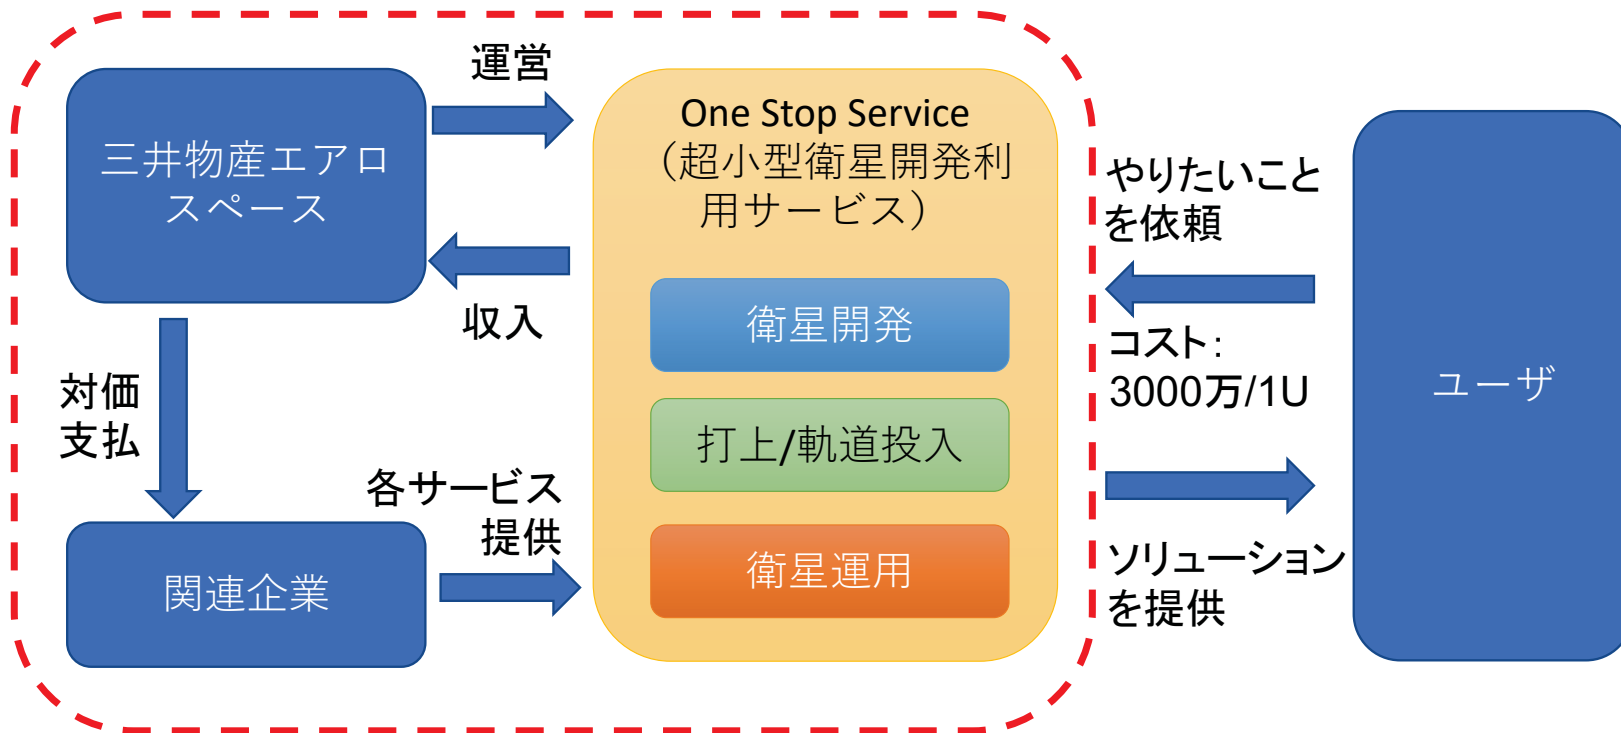 運営
三井物産エアロ
スペース
収入
対価
支払
関連企業
各サービス
提供
One Stop Service
（超小型衛星開発利
用サービス）
衛星開発
打上/軌道投入
衛星運用
やりたいこと
を依頼
コスト：
3000万/1U
ソリューション
を提供
ユーザ